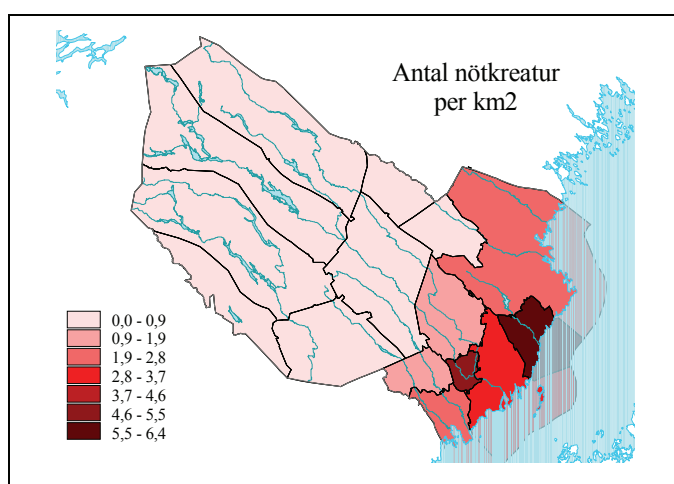 Antal nötkreatur
per km2
0,0 - 0,9
0,9 - 1,9
1,9 - 2,8
2,8 - 3,7
3,7 - 4,6
4,6 - 5,5
5,5 - 6,4